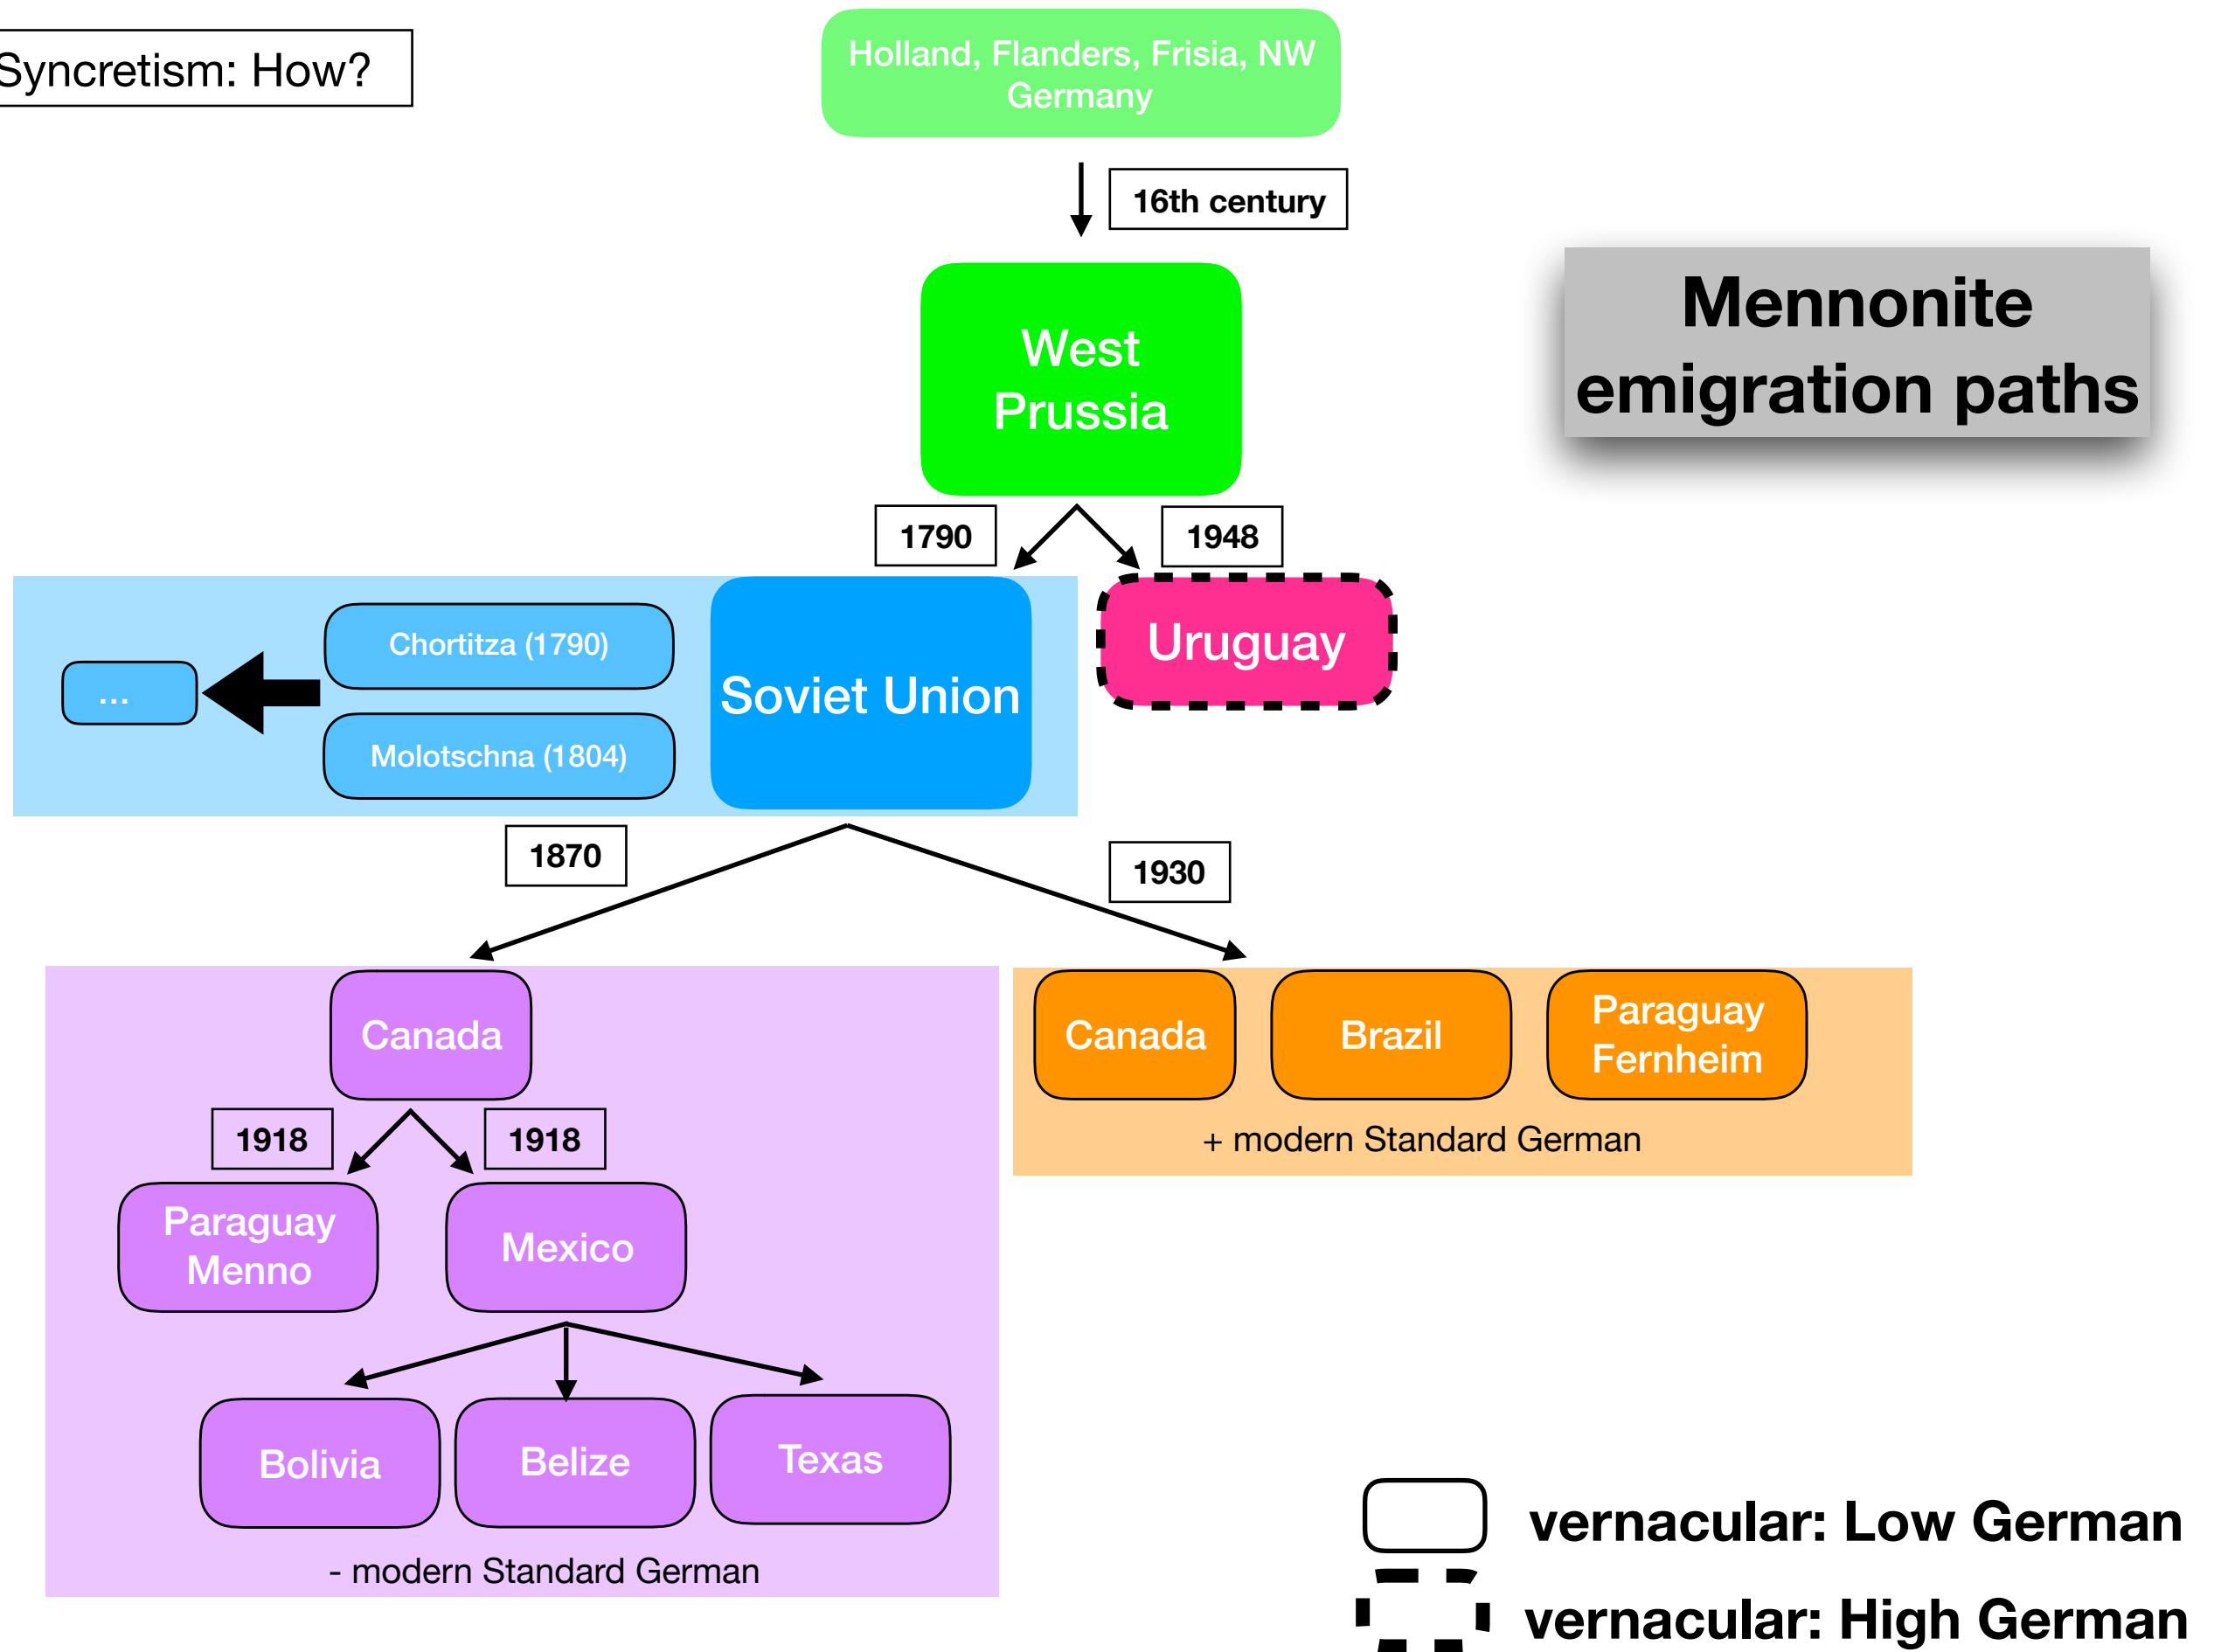 Syncretism: How?
Holland, Flanders, Frisia, NW
Germany
16th century
Mennonite
emigration paths
West
Prussia
1790
1948
Chortitza (1790)
Uruguay
...
Soviet Union
Molotschna (1804)
1870
1930
Canada
Canada
Brazil
Paraguay
Fernheim
+ modern Standard German
1918
1918
Paraguay
Menno
Mexico
Bolivia
Belize
Texas
- modern Standard German
vernacular: Low German
vernacular: High German